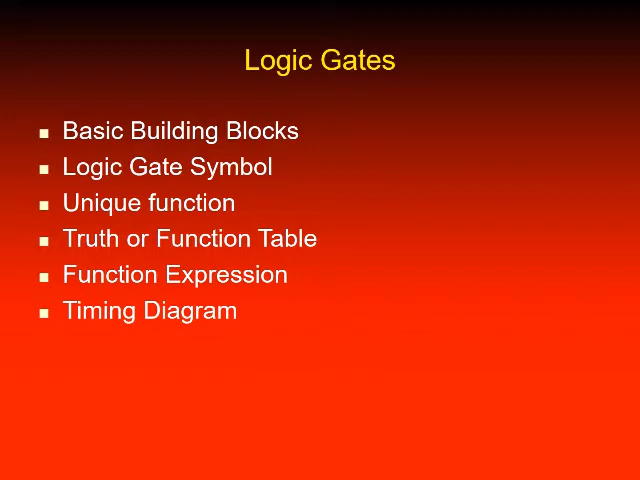 Logic Gates
Basic Building Blocks
Logic Gate Symbol
Unique function
Truth or Function Table
Function Expression
Timing Diagram